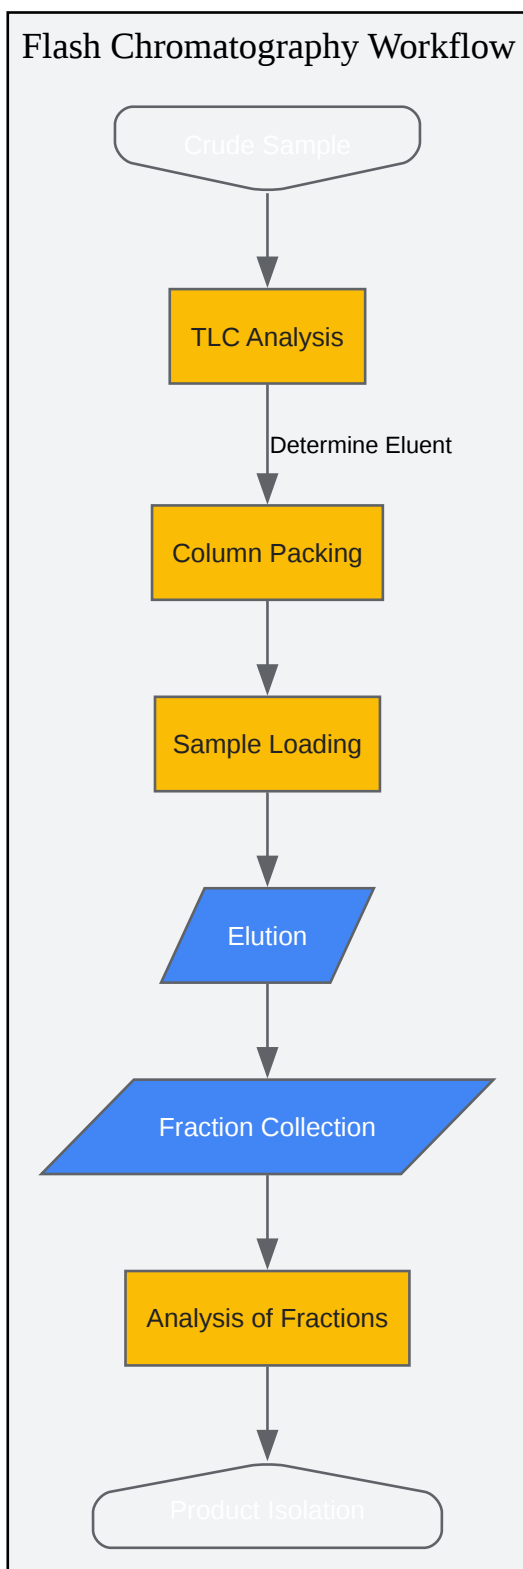 Flash Chromatography Workflow
Crude Sample
TLC Analysis
Determine Eluent
Column Packing
Sample Loading
Elution
Fraction Collection
Analysis of Fractions
Product Isolation